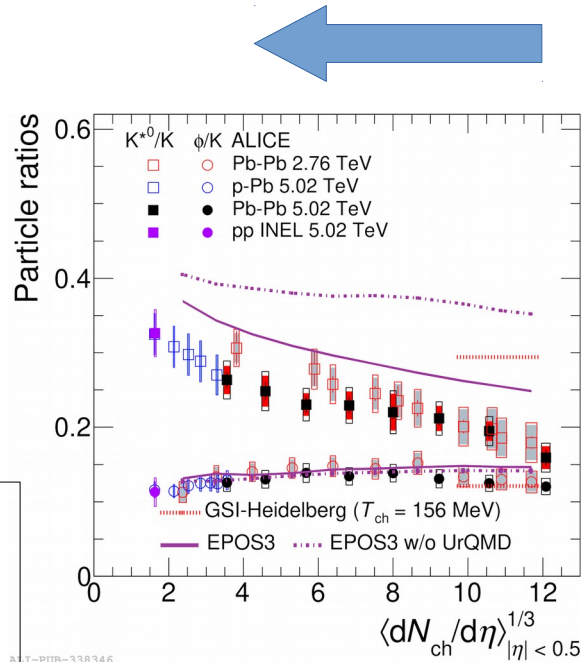 K*⁰/K ϕ/K ALICE
Pb-Pb 2.76 TeV
p-Pb 5.02 TeV
Pb-Pb 5.02 TeV
pp INEL 5.02 TeV
Particle ratios
0.6
0.4
0.2
0
GSI-Heidelberg (T_ch = 156 MeV)
EPOS3 EPOS3 w/o UrQMD
0 2 4 6 8 10 12
⟨dN_ch/dη⟩^1/3 |η| < 0.5
ALI-PUB-338346